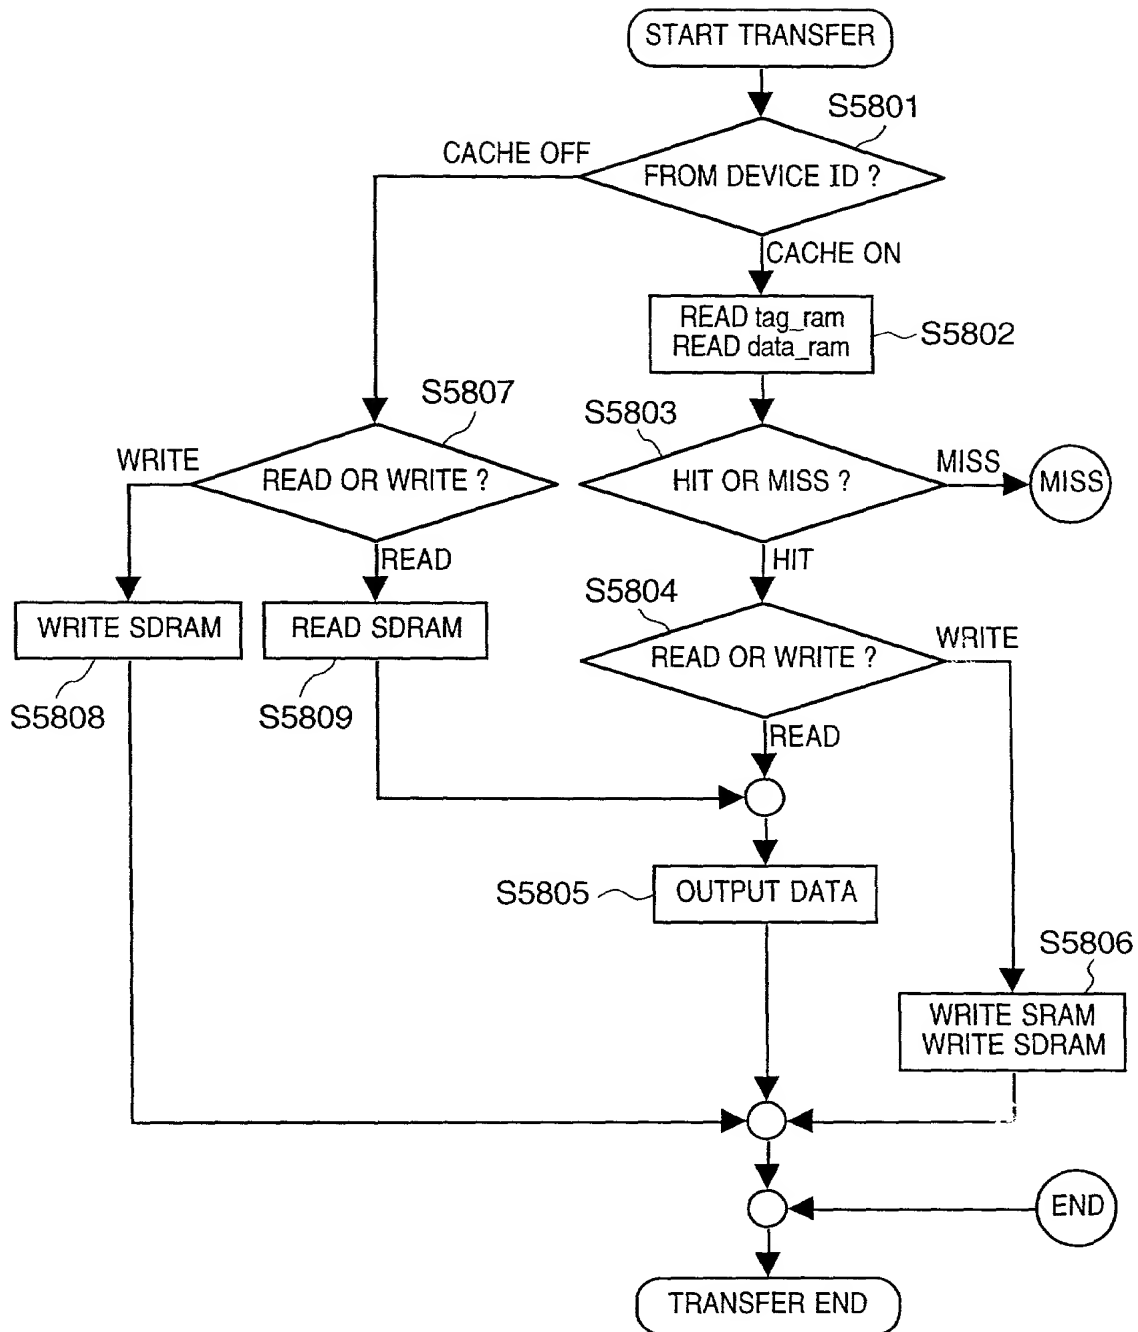 START TRANSFER
S5801
CACHE OFF
FROM DEVICE ID ?
CACHE ON
READ tag_ram
READ data_ram
S5802
S5807
S5803
WRITE
READ OR WRITE ?
HIT OR MISS ?
MISS
MISS
READ
HIT
S5804
WRITE SDRAM
READ SDRAM
READ OR WRITE ?
WRITE
S5808
S5809
READ
S5805
OUTPUT DATA
S5806
WRITE SRAM
WRITE SDRAM
END
TRANSFER END